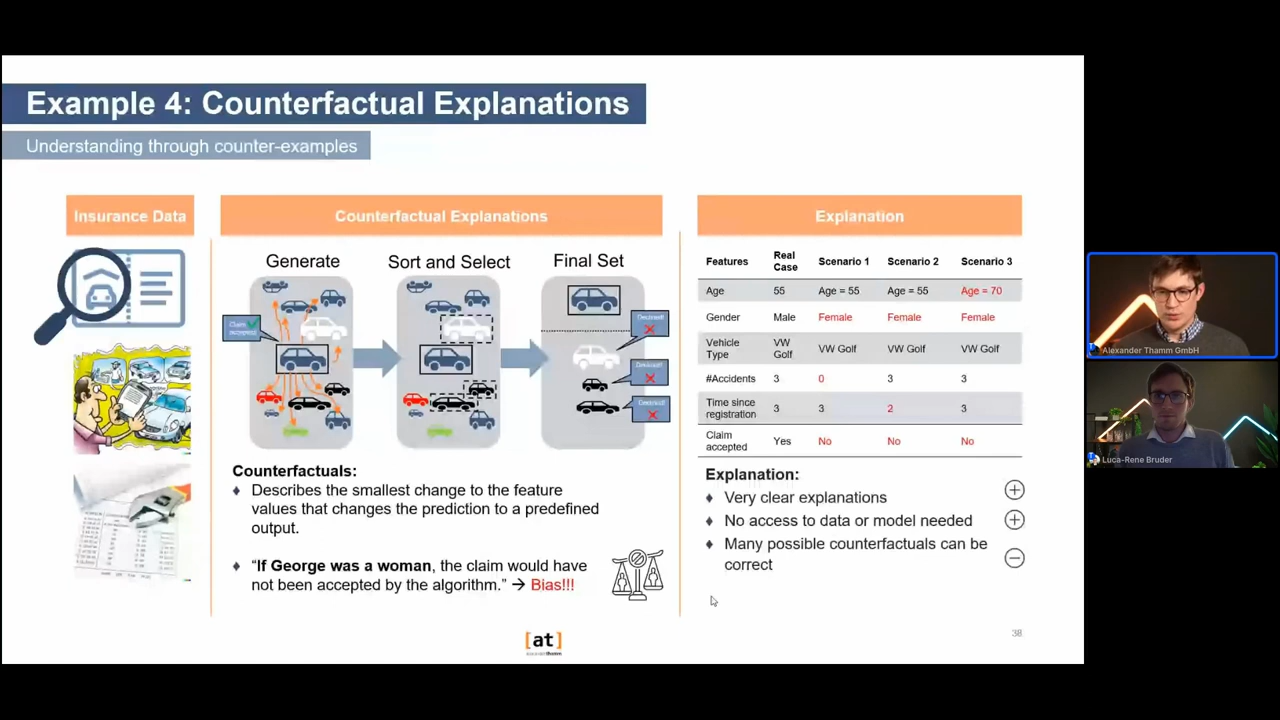 Example 4: Counterfactual Explanations
Understanding through counter-examples
Insurance Data
Counterfactual Explanations
Explanation
Generate
Sort and Select
Final Set
Claim
accepted
Declined!
Declined!
Declined!
Counterfactuals:
♦ Describes the smallest change to the feature
values that changes the prediction to a predefined
output.
♦ “If George was a woman, the claim would have
not been accepted by the algorithm.” → Bias!!!
Features Real Case Scenario 1 Scenario 2 Scenario 3
Age 55 Age = 55 Age = 55 Age = 70
Gender Male Female Female Female
Vehicle Type VW Golf VW Golf VW Golf VW Golf
#Accidents 3 0 3 3
Time since registration 3 3 2 3
Claim accepted Yes No No No
Explanation:
♦ Very clear explanations
♦ No access to data or model needed
♦ Many possible counterfactuals can be
correct
[at]
38
Alexander Thamm GmbH
Luca-Rene Bruder